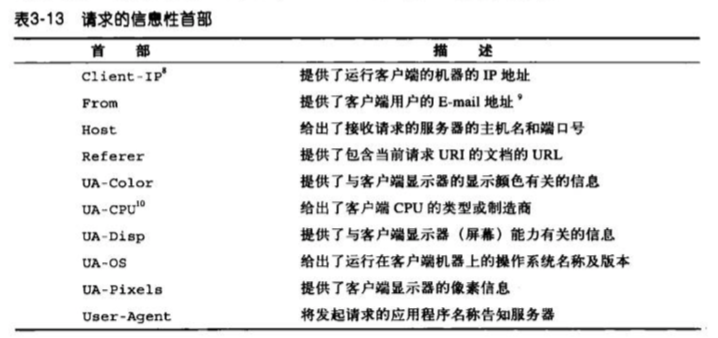 表3-13 请求的信息性首部
首 部 描 述
Client-IP⁸ 提供了运行客户端的机器的 IP 地址
From 提供了客户端用户的 E-mail 地址⁹
Host 给出了接收请求的服务器的主机名和端口号
Referer 提供了包含当前请求 URI 的文档的 URL
UA-Color 提供了与客户端显示器的显示颜色有关的信息
UA-CPU¹⁰ 给出了客户端 CPU 的类型或制造商
UA-Disp 提供了与客户端显示器（屏幕）能力有关的信息
UA-OS 给出了运行在客户端机器上的操作系统名称及版本
UA-Pixels 提供了客户端显示器的像素信息
User-Agent 将发起请求的应用程序名称告知服务器